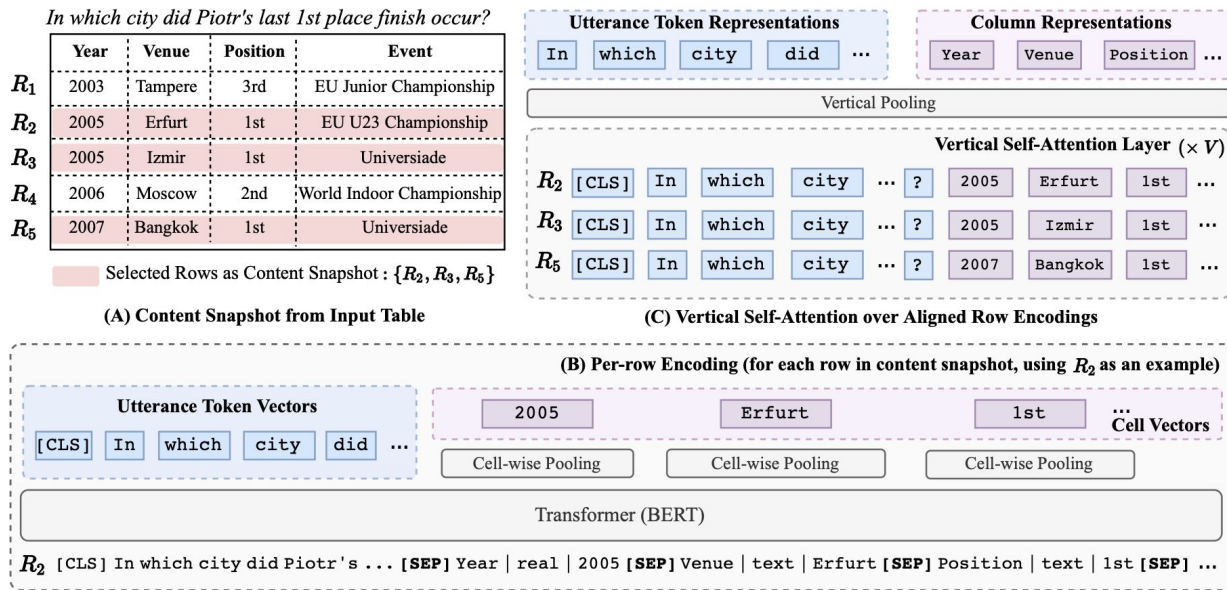 In which city did Piotr's last 1st place finish occur?
Year Venue Position Event
R1 2003 Tampere 3rd EU Junior Championship
R2 2005 Erfurt 1st EU U23 Championship
R3 2005 Izmir 1st Universiade
R4 2006 Moscow 2nd World Indoor Championship
R5 2007 Bangkok 1st Universiade
Selected Rows as Content Snapshot : {R2, R3, R5}
(A) Content Snapshot from Input Table
Utterance Token Representations
In which city did ...
Column Representations
Year Venue Position ...
Vertical Pooling
Vertical Self-Attention Layer (× V)
R2 [CLS] In which city ... ? 2005 Erfurt 1st ...
R3 [CLS] In which city ... ? 2005 Izmir 1st ...
R5 [CLS] In which city ... ? 2007 Bangkok 1st ...
(C) Vertical Self-Attention over Aligned Row Encodings
(B) Per-row Encoding (for each row in content snapshot, using R2 as an example)
Utterance Token Vectors
[CLS] In which city did ...
2005 Erfurt 1st ...
Cell Vectors
Cell-wise Pooling Cell-wise Pooling Cell-wise Pooling
Transformer (BERT)
R2 [CLS] In which city did Piotr's ... [SEP] Year | real | 2005 [SEP] Venue | text | Erfurt [SEP] Position | text | 1st [SEP] ...